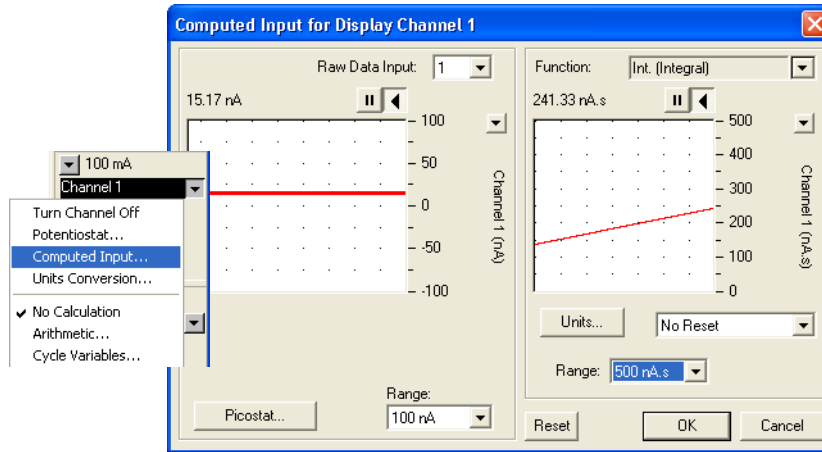 Computed Input for Display Channel 1
Raw Data Input: 1
15.17 nA
100
50
0
-50
-100
Channel 1 (nA)
Picostat...
Range:
100 nA
Function: Int. (Integral)
241.33 nA.s
500
400
300
200
100
0
Channel 1 (nA.s)
Units...
No Reset
Range: 500 nA.s
Reset
OK
Cancel
100 mA
Channel 1
Turn Channel Off
Potentiostat...
Computed Input...
Units Conversion...
No Calculation
Arithmetic...
Cycle Variables...